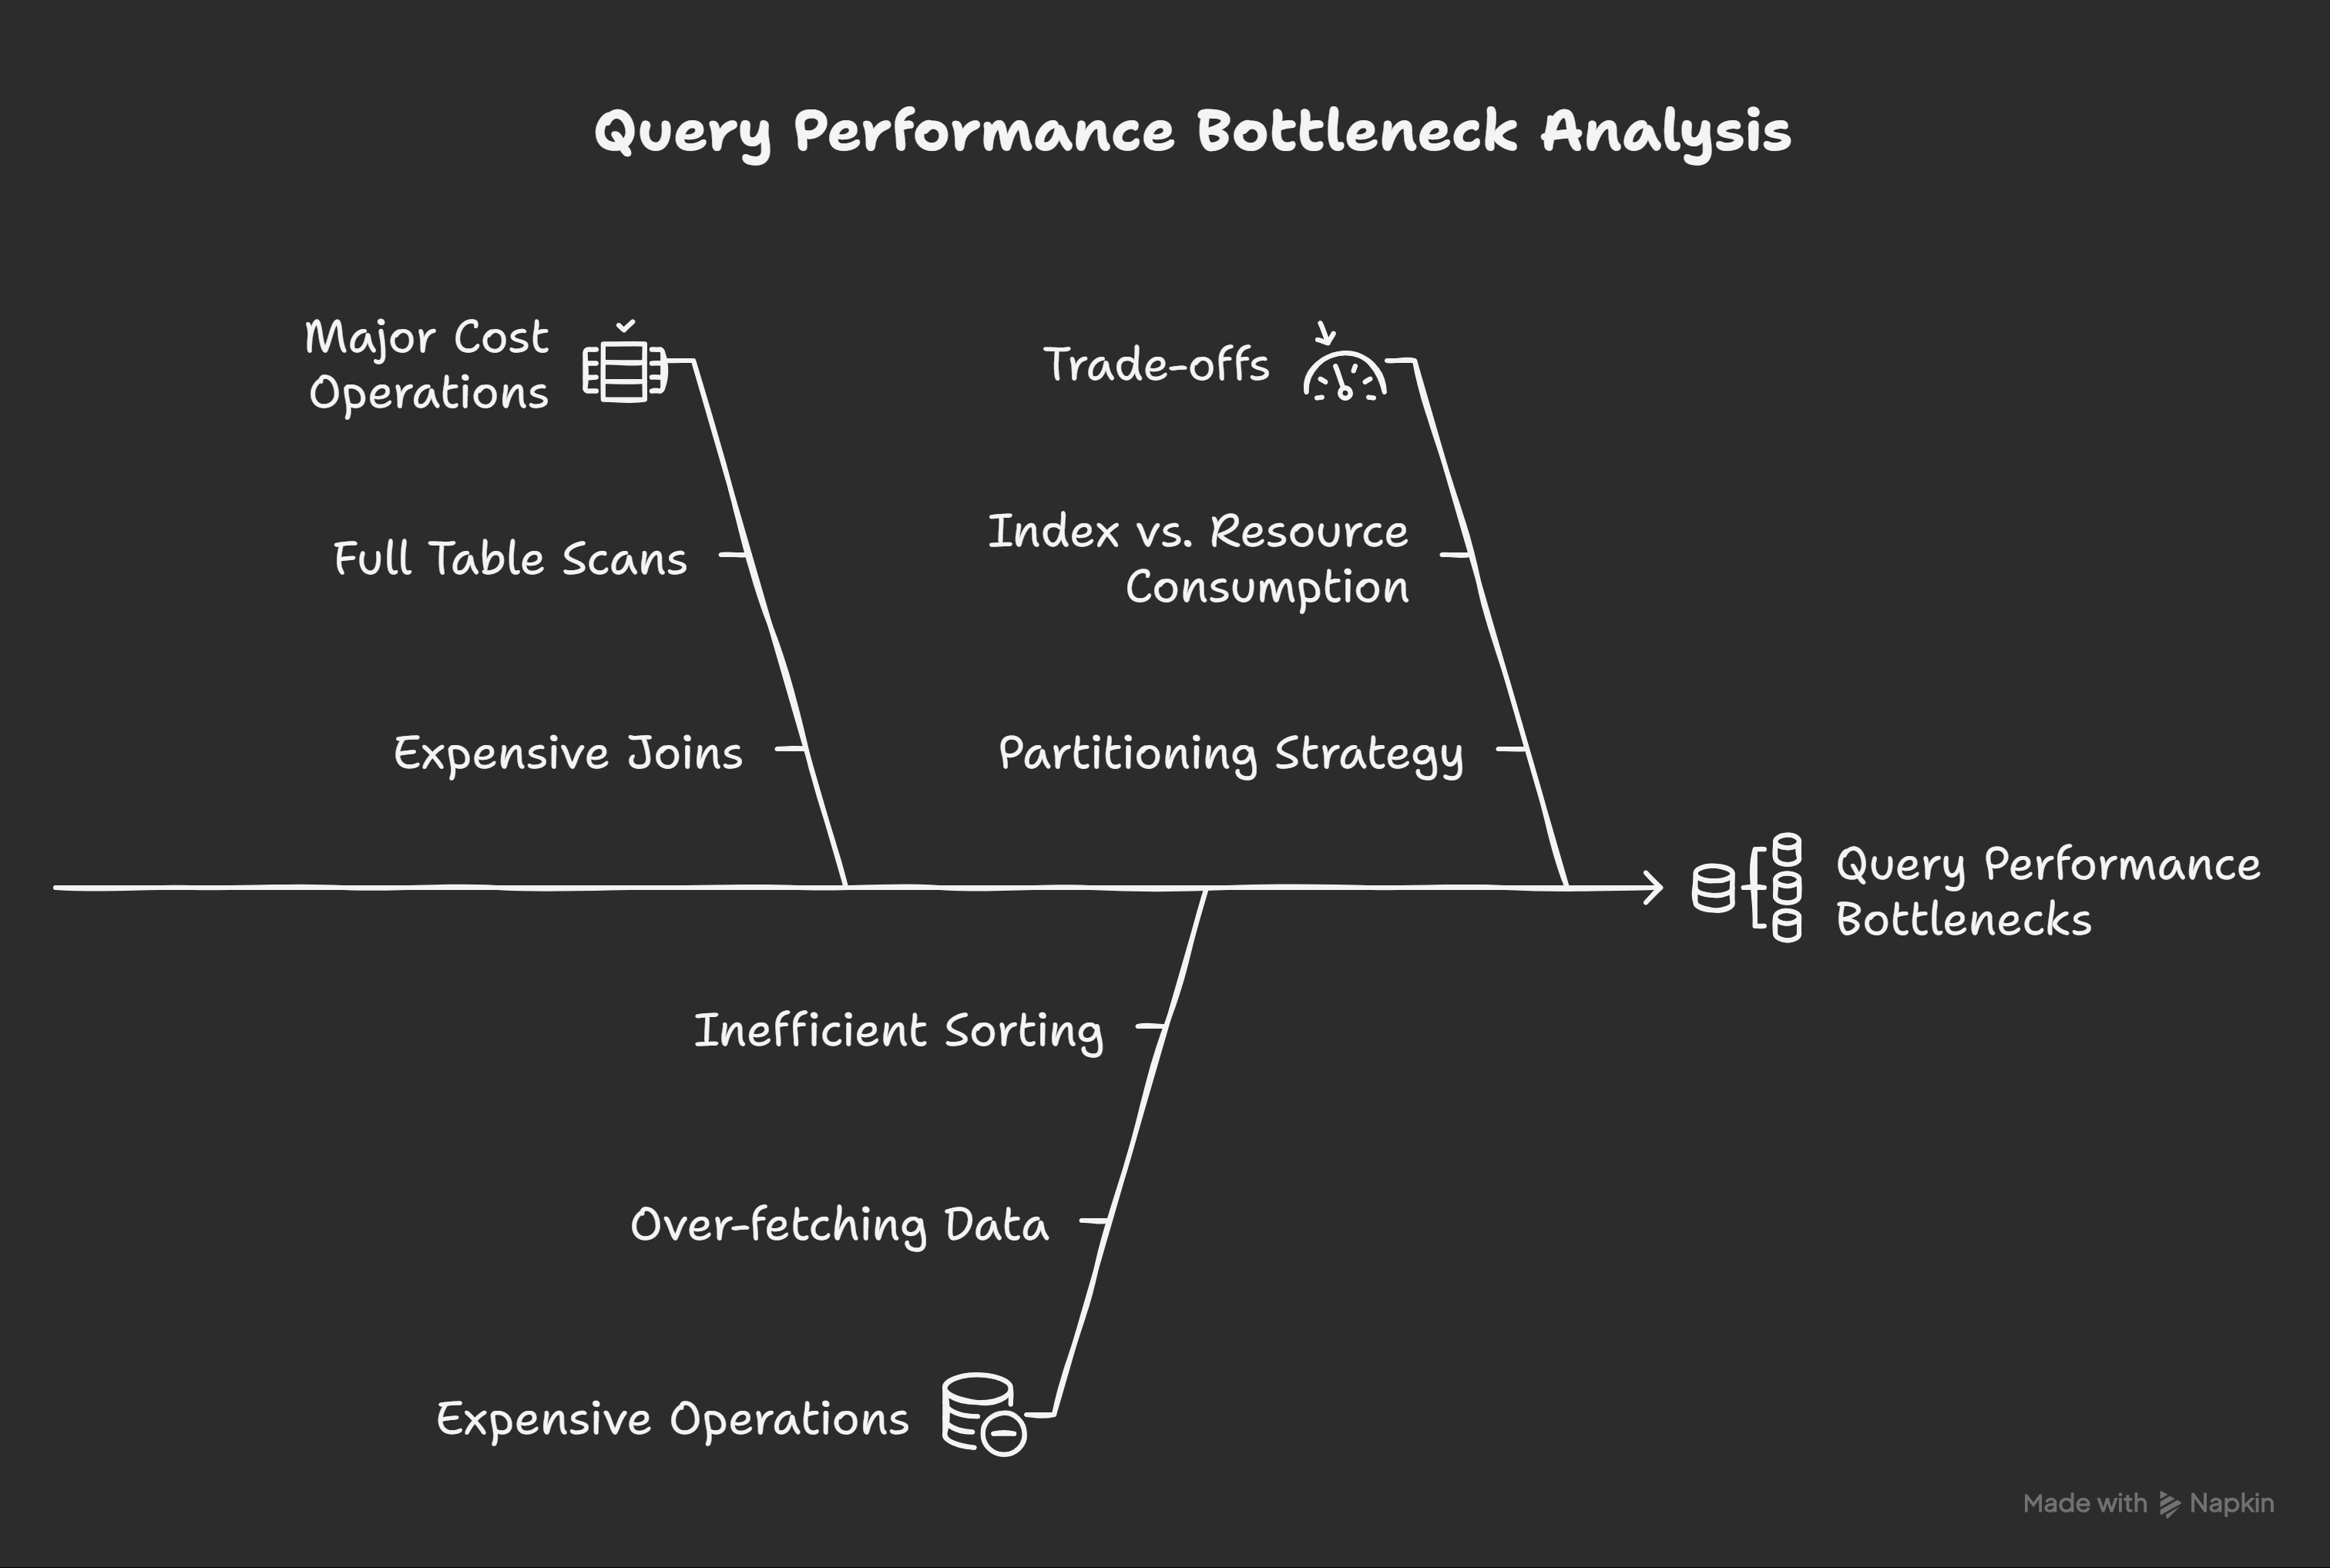 Query Performance Bottleneck Analysis
Major Cost
Operations
Full Table Scans
Expensive Joins
Trade-offs
Index vs. Resource
Consumption
Partitioning Strategy
Query Performance
Bottlenecks
Inefficient Sorting
Over-fetching Data
Expensive Operations
Made with Napkin